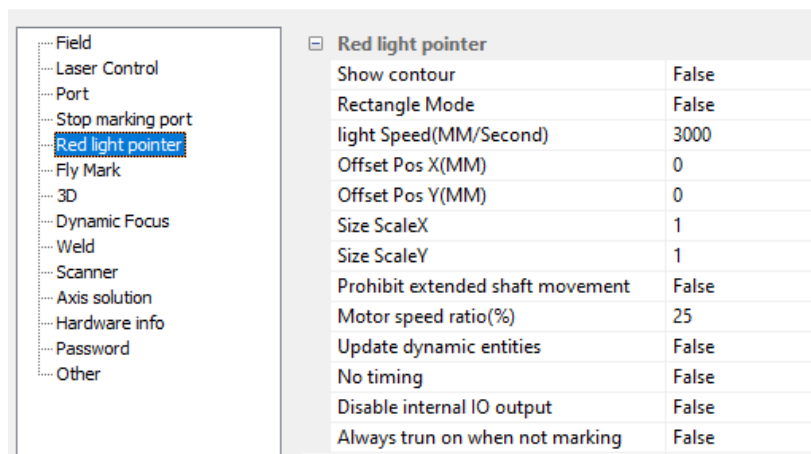 Field
Laser Control
Port
Stop marking port
Red light pointer
Fly Mark
3D
Dynamic Focus
Weld
Scanner
Axis solution
Hardware info
Password
Other
Red light pointer
Show contour False
Rectangle Mode False
light Speed(MM/Second) 3000
Offset Pos X(MM) 0
Offset Pos Y(MM) 0
Size ScaleX 1
Size ScaleY 1
Prohibit extended shaft movement False
Motor speed ratio(%) 25
Update dynamic entities False
No timing False
Disable internal IO output False
Always trun on when not marking False